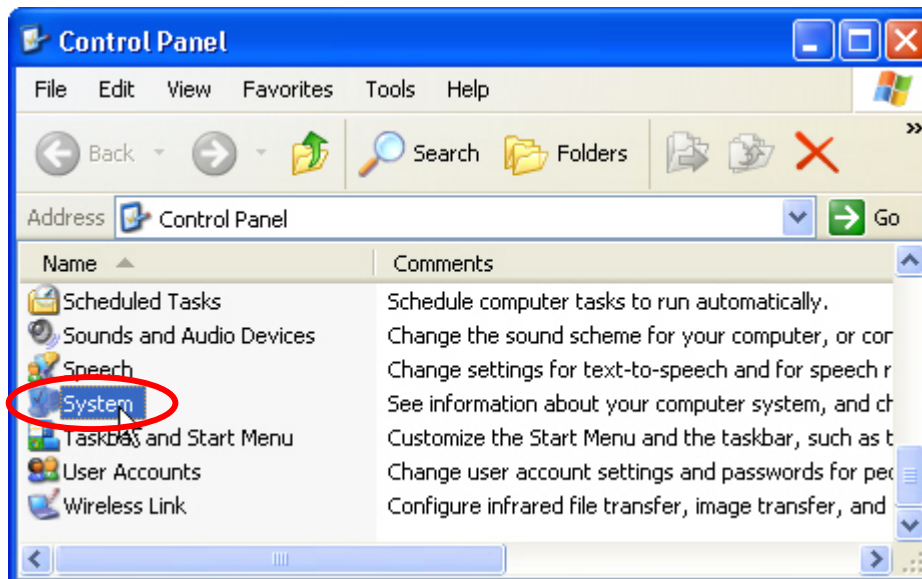 Control Panel
File Edit View Favorites Tools Help
Back Search Folders »
Address Control Panel Go
Name Comments
Scheduled Tasks Schedule computer tasks to run automatically.
Sounds and Audio Devices Change the sound scheme for your computer, or cor
Speech Change settings for text-to-speech and for speech r
System See information about your computer system, and ch
Taskbar and Start Menu Customize the Start Menu and the taskbar, such as t
User Accounts Change user account settings and passwords for peo
Wireless Link Configure infrared file transfer, image transfer, and